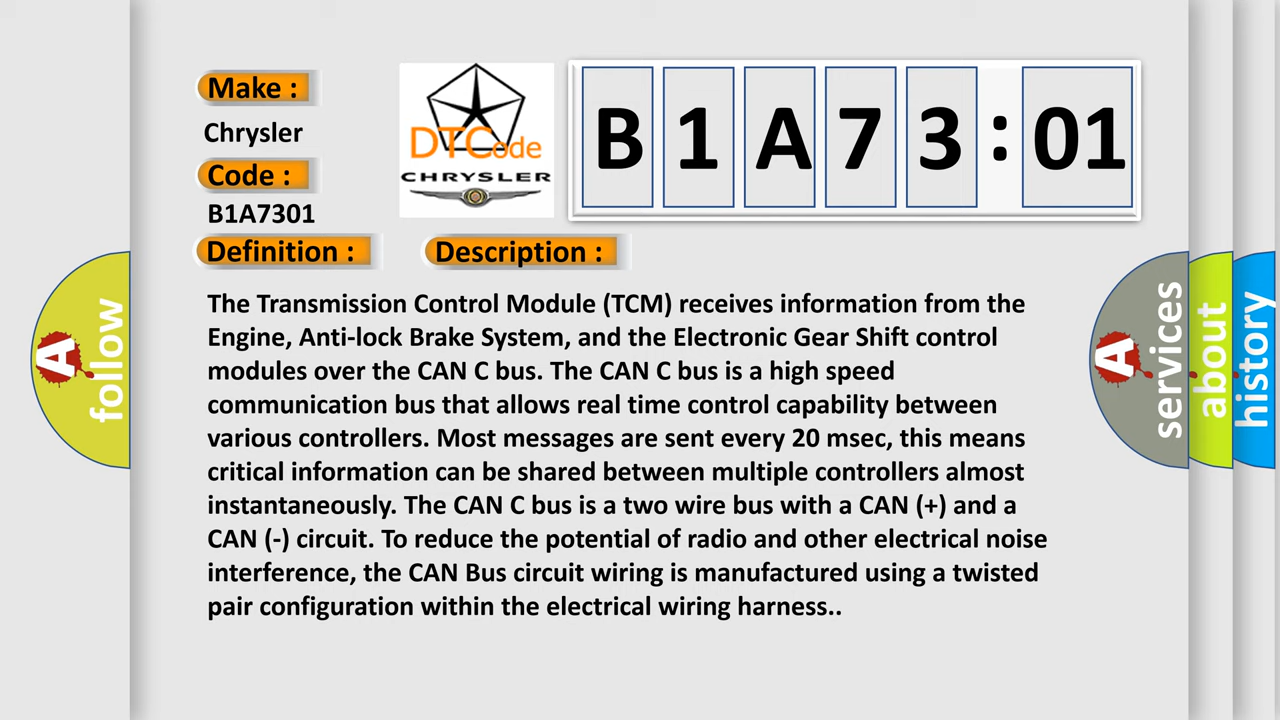 Make :
Chrysler
Code :
B1A7301
Definition :
Description :
DTCode
CHRYSLER
B1A73:01
The Transmission Control Module (TCM) receives information from the
Engine, Anti-lock Brake System, and the Electronic Gear Shift control
modules over the CAN C bus. The CAN C bus is a high speed
communication bus that allows real time control capability between
various controllers. Most messages are sent every 20 msec, this means
critical information can be shared between multiple controllers almost
instantaneously. The CAN C bus is a two wire bus with a CAN (+) and a
CAN (-) circuit. To reduce the potential of radio and other electrical noise
interference, the CAN Bus circuit wiring is manufactured using a twisted
pair configuration within the electrical wiring harness..
A
follow
A
services
about
history